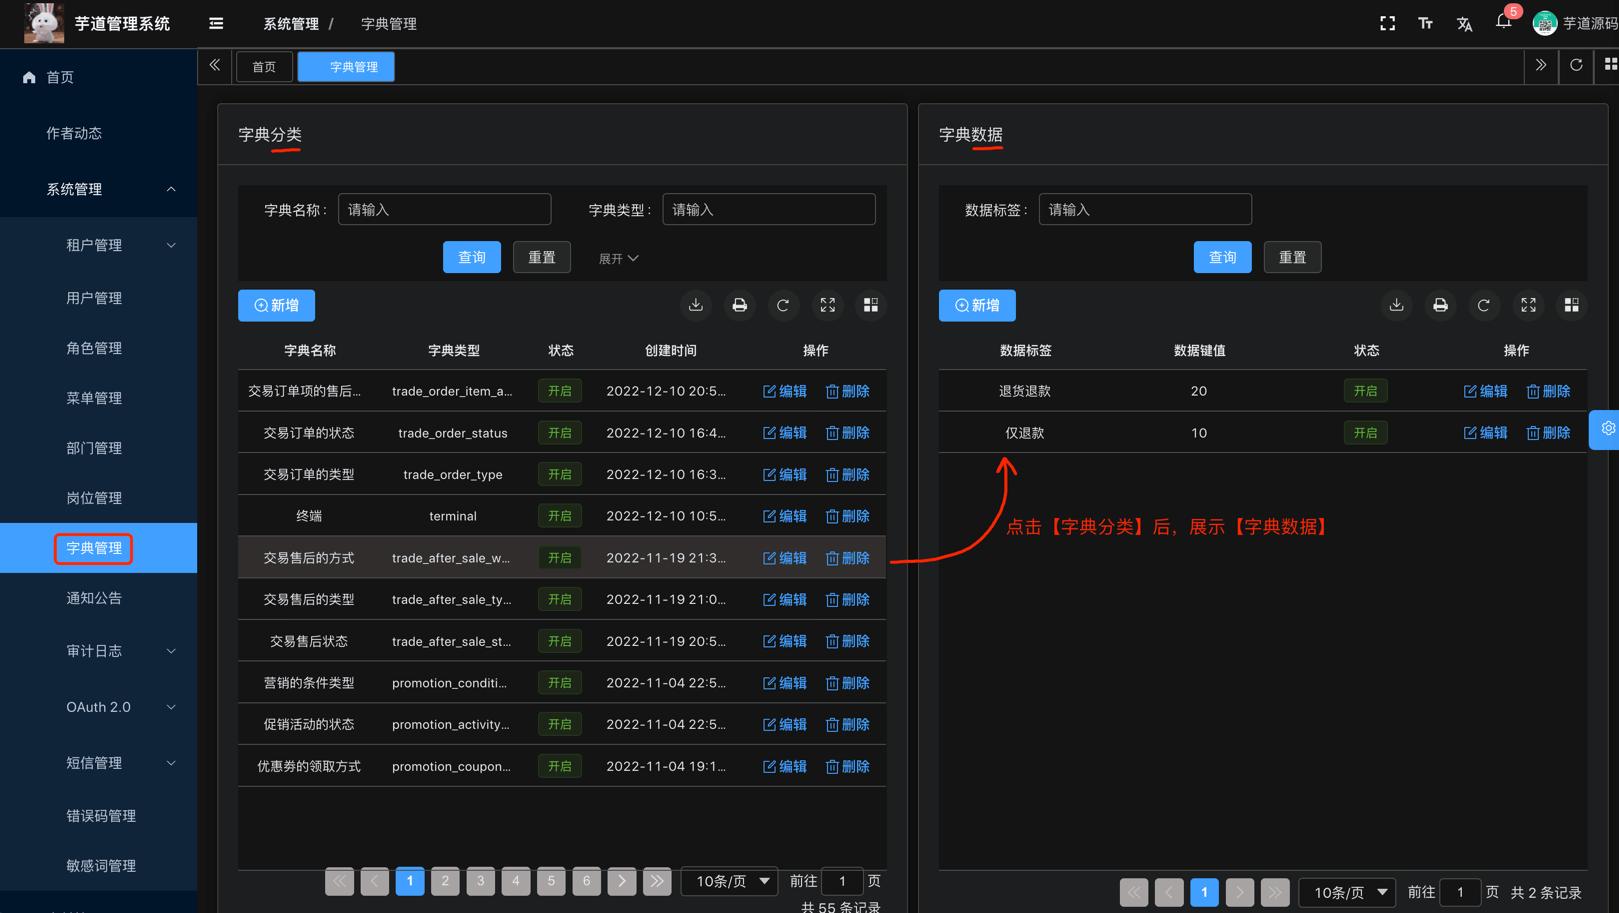 芋道管理系统
系统管理 / 字典管理
5
芋道源码
首页
作者动态
系统管理
租户管理
用户管理
角色管理
菜单管理
部门管理
岗位管理
字典管理
通知公告
审计日志
OAuth 2.0
短信管理
错误码管理
敏感词管理
首页 字典管理
字典分类
字典名称: 请输入 字典类型: 请输入
查询 重置 展开
新增
字典名称 字典类型 状态 创建时间 操作
交易订单项的售后... trade_order_item_a... 开启 2022-12-10 20:5... 编辑 删除
交易订单的状态 trade_order_status 开启 2022-12-10 16:4... 编辑 删除
交易订单的类型 trade_order_type 开启 2022-12-10 16:3... 编辑 删除
终端 terminal 开启 2022-12-10 10:5... 编辑 删除
交易售后的方式 trade_after_sale_w... 开启 2022-11-19 21:3... 编辑 删除
交易售后的类型 trade_after_sale_ty... 开启 2022-11-19 21:0... 编辑 删除
交易售后状态 trade_after_sale_st... 开启 2022-11-19 20:5... 编辑 删除
营销的条件类型 promotion_conditi... 开启 2022-11-04 22:5... 编辑 删除
促销活动的状态 promotion_activity... 开启 2022-11-04 22:5... 编辑 删除
优惠劵的领取方式 promotion_coupon... 开启 2022-11-04 19:1... 编辑 删除
1 2 3 4 5 6 10条/页 前往 1 页
共 55 条记录
字典数据
数据标签: 请输入
查询 重置
新增
数据标签 数据键值 状态 操作
退货退款 20 开启 编辑 删除
仅退款 10 开启 编辑 删除
点击【字典分类】后，展示【字典数据】
1 10条/页 前往 1 页 共 2 条记录